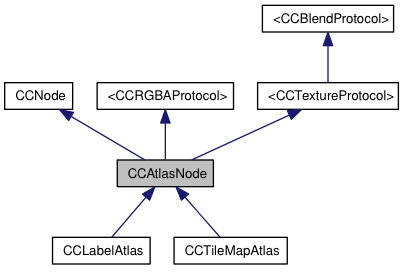 <CCBlendProtocol>
CCNode
<CCRGBAProtocol>
<CCTextureProtocol>
CCAtlasNode
CCLabelAtlas
CCTileMapAtlas